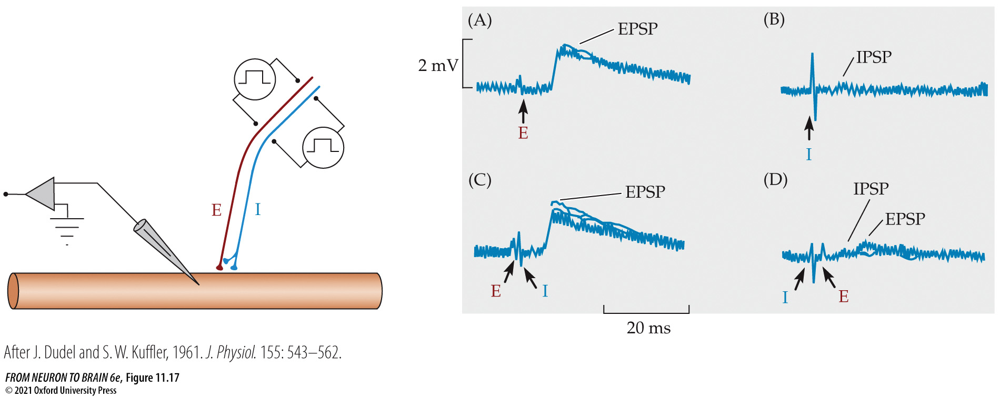 E
I
After J. Dudel and S. W. Kuffler, 1961. J. Physiol. 155: 543–562.
FROM NEURON TO BRAIN 6e, Figure 11.17
© 2021 Oxford University Press
(A)
EPSP
2 mV
E
(B)
IPSP
I
(C)
EPSP
E
I
20 ms
(D)
IPSP
EPSP
I
E